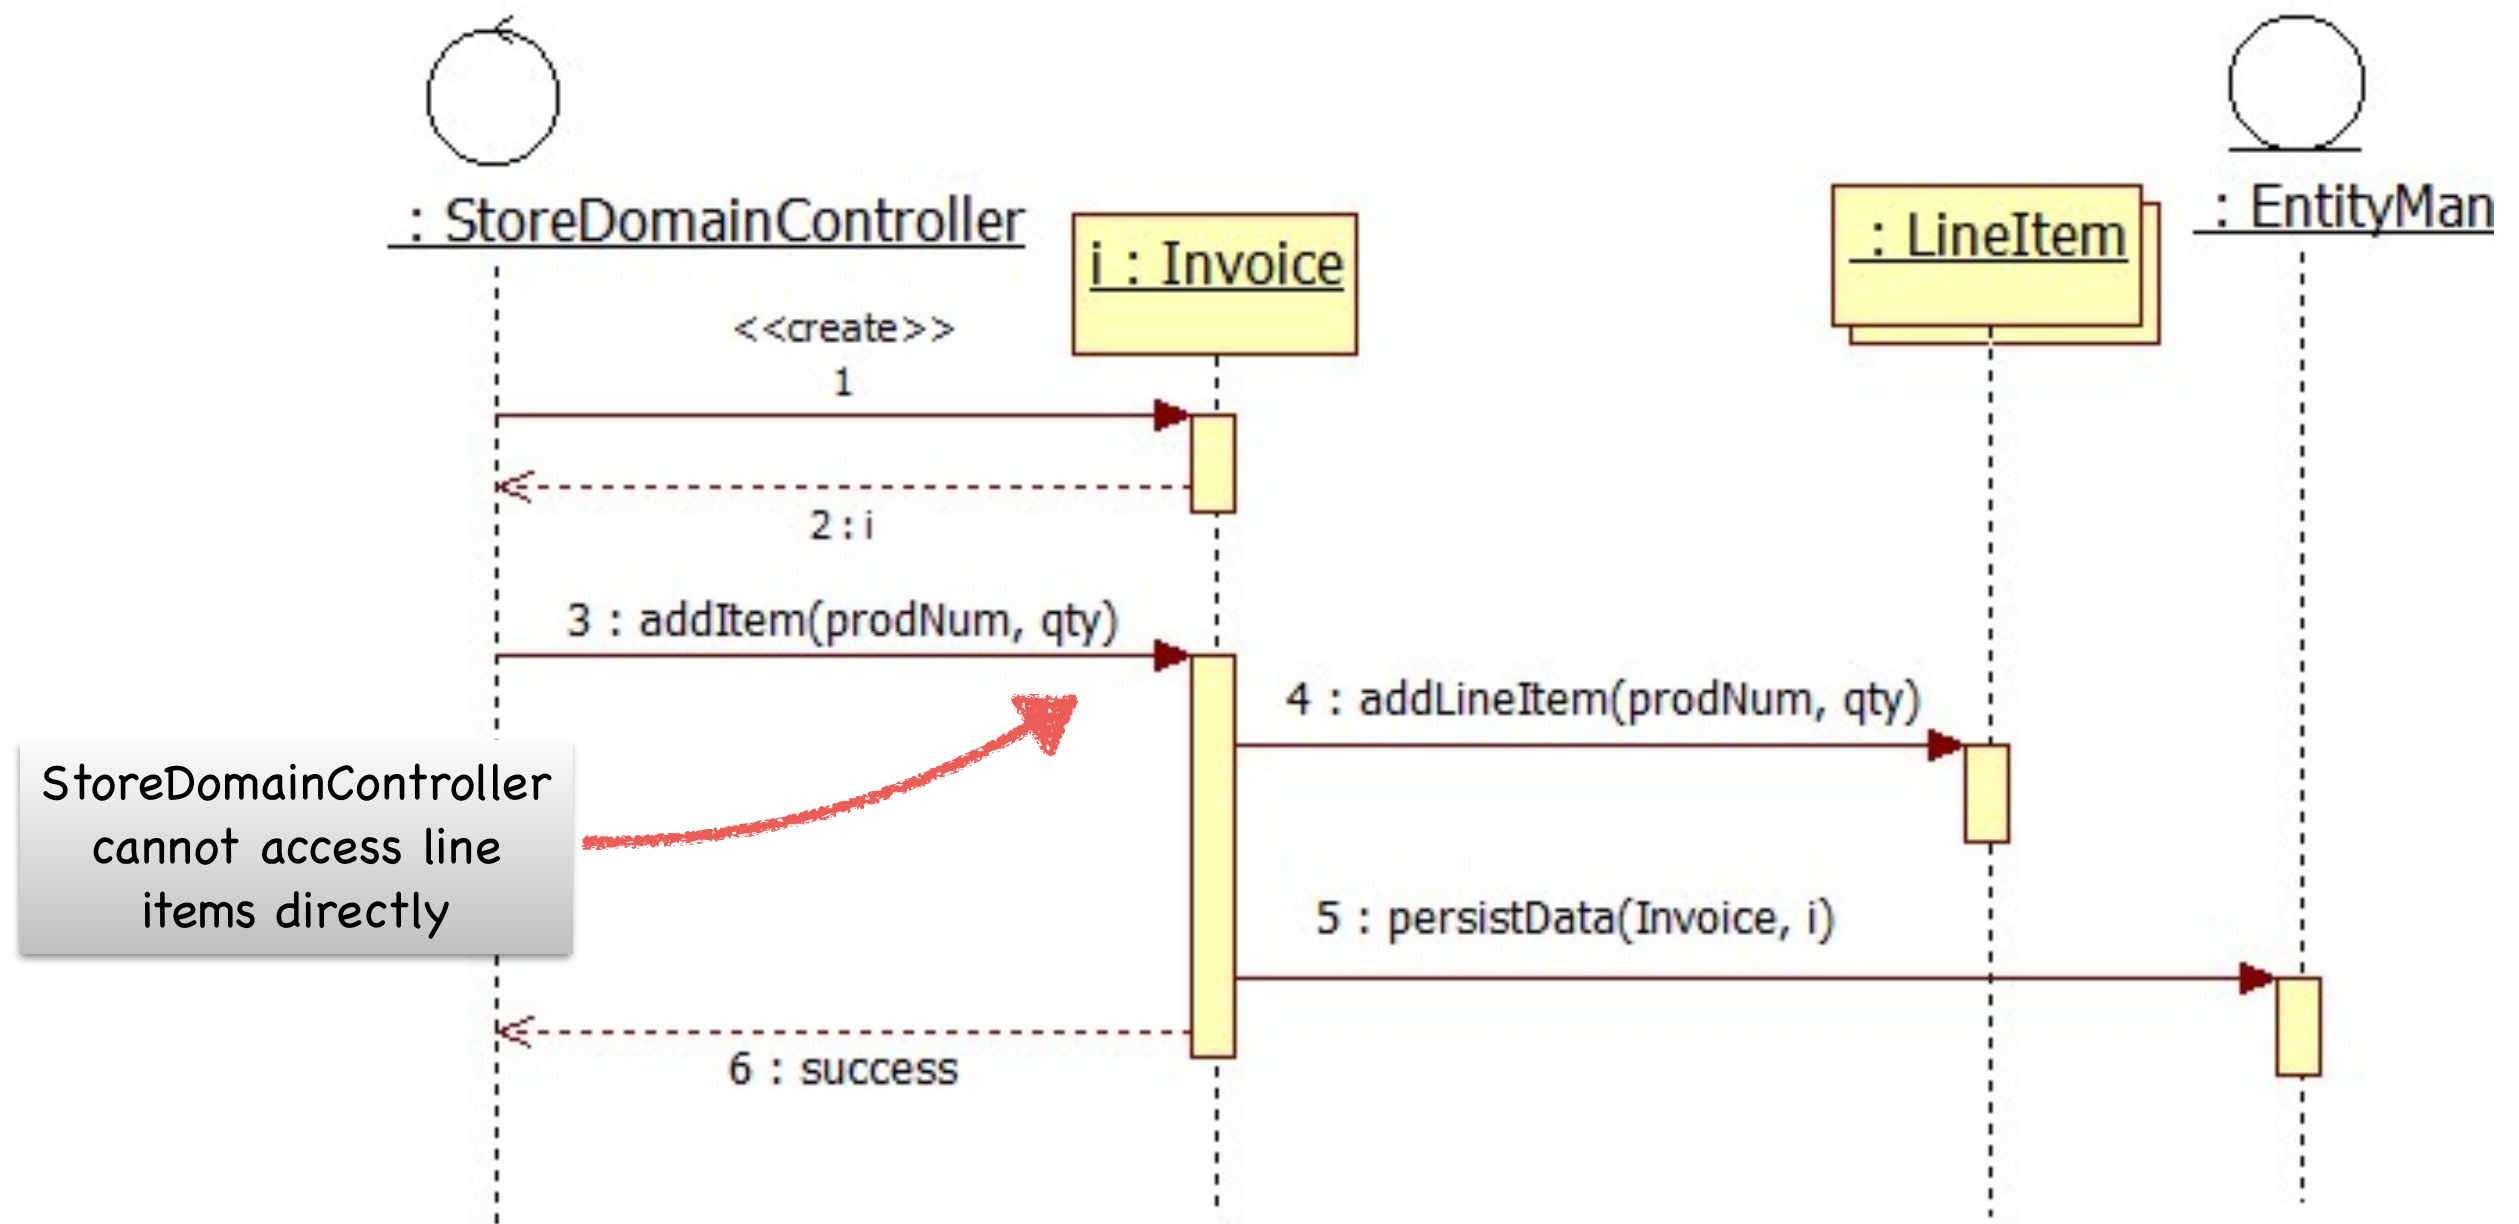 : StoreDomainController
i : Invoice
: LineItem
: EntityMan
<<create>>
1
2 : i
3 : addItem(prodNum, qty)
4 : addLineItem(prodNum, qty)
StoreDomainController
cannot access line
items directly
5 : persistData(Invoice, i)
6 : success